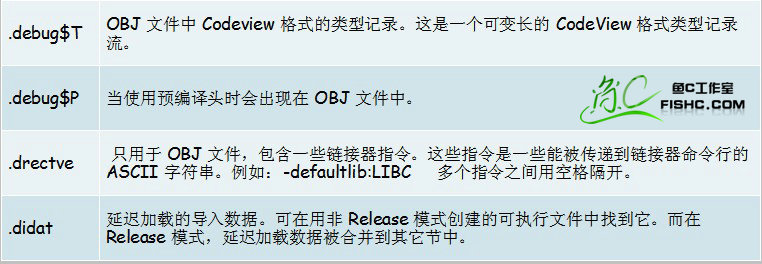 .debug$T OBJ 文件中 Codeview 格式的类型记录。这是一个可变长的 CodeView 格式类型记录
流。
.debug$P 当使用预编译头时会出现在 OBJ 文件中。
鱼C工作室
FISHC.COM
.drectve 只用于 OBJ 文件，包含一些链接器指令。这些指令是一些能被传递到链接器命令行的
ASCII 字符串。例如：-defaultlib:LIBC 多个指令之间用空格隔开。
.didat 延迟加载的导入数据。可在用非 Release 模式创建的可执行文件中找到它。而在
Release 模式，延迟加载数据被合并到其它节中。